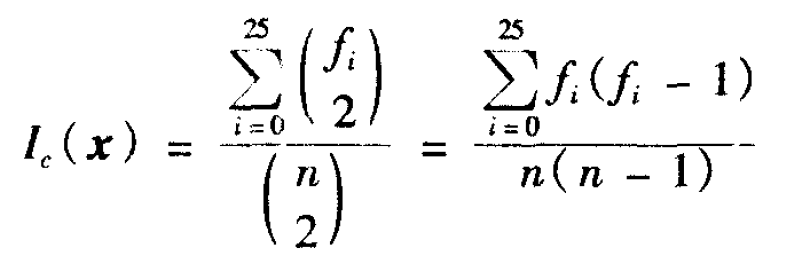 I_c(x) = \frac{\sum_{i=0}^{25} \binom{f_i}{2}}{\binom{n}{2}} = \frac{\sum_{i=0}^{25} f_i(f_i - 1)}{n(n - 1)}